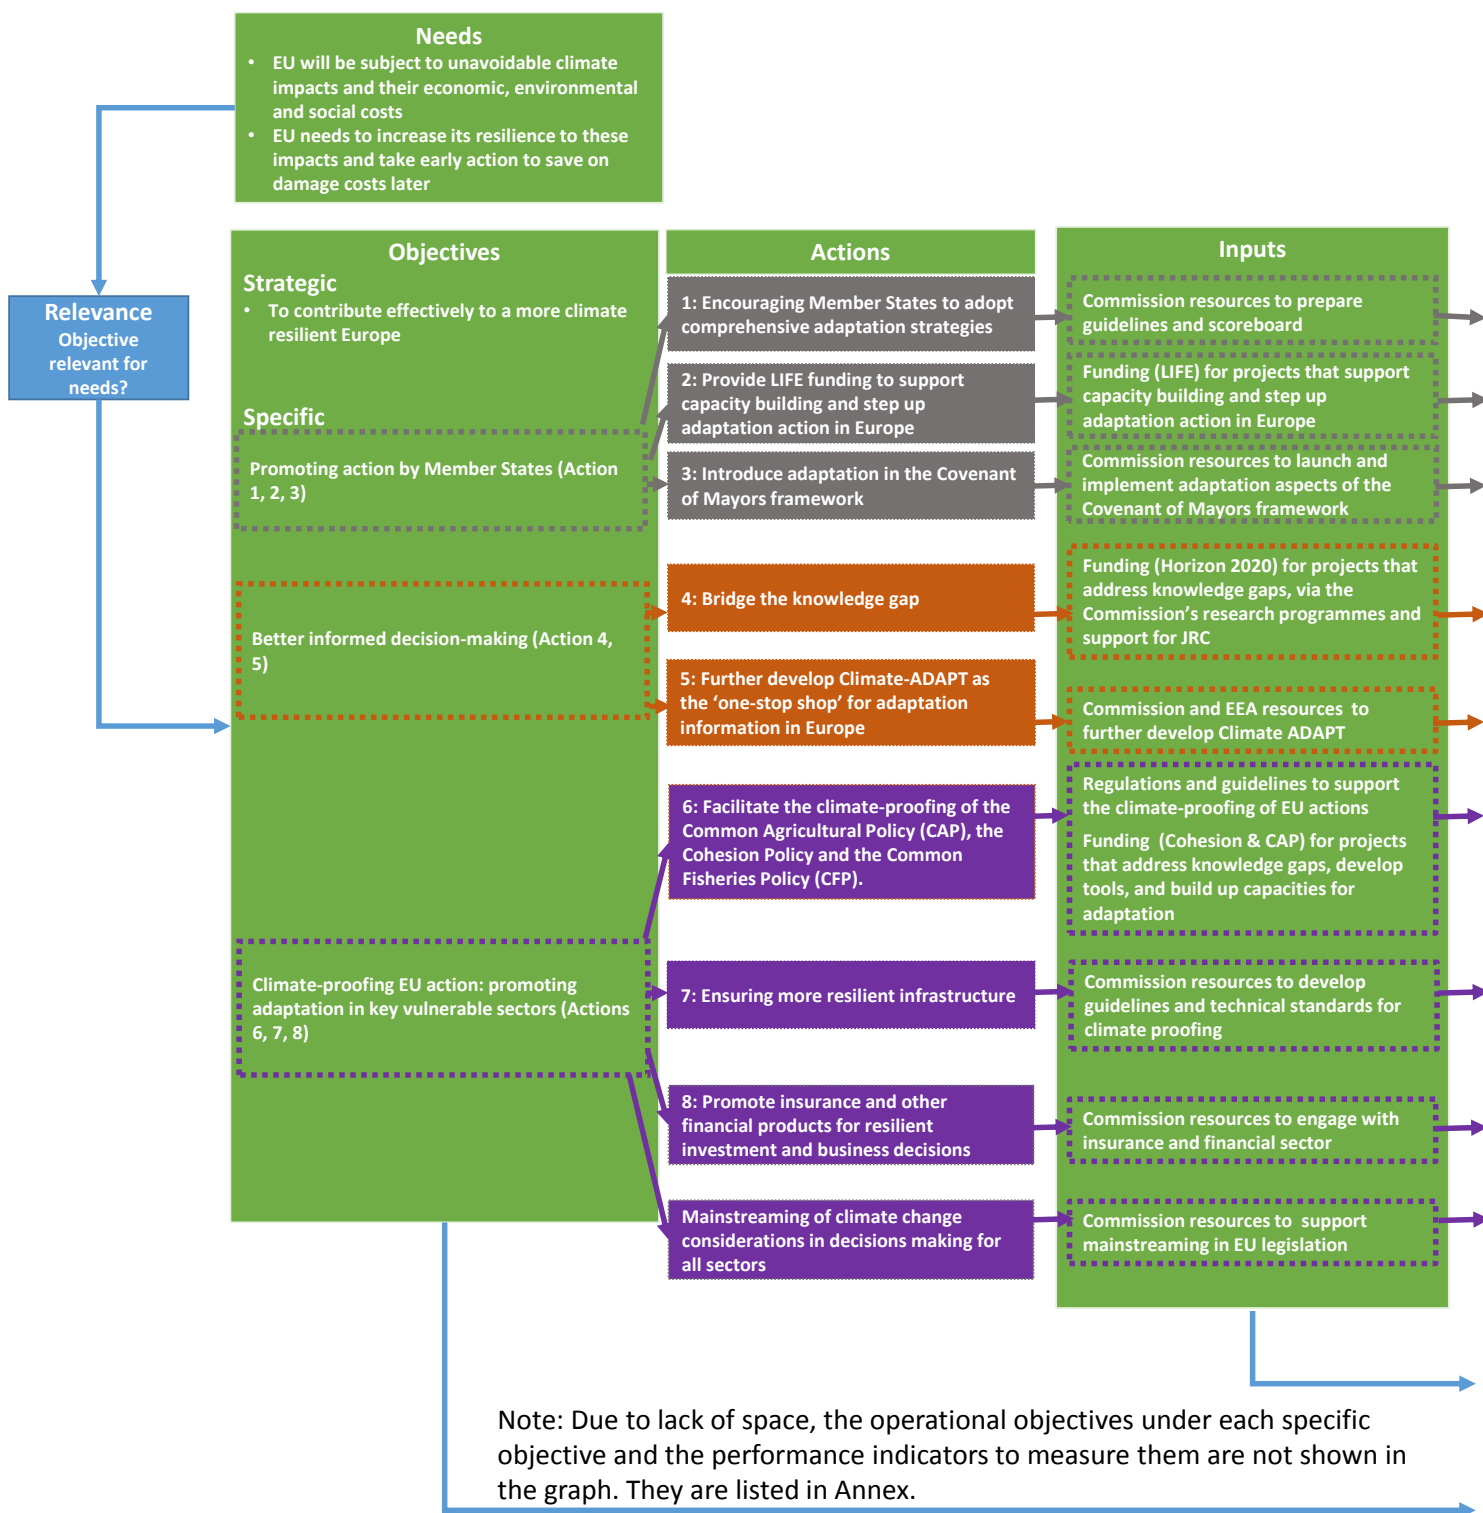 Needs
• EU will be subject to unavoidable climate
impacts and their economic, environmental
and social costs
• EU needs to increase its resilience to these
impacts and take early action to save on
damage costs later
Relevance
Objective
relevant for
needs?
Objectives
Strategic
• To contribute effectively to a more climate
resilient Europe
Specific
Promoting action by Member States (Action
1, 2, 3)
Better informed decision-making (Action 4,
5)
Climate-proofing EU action: promoting
adaptation in key vulnerable sectors (Actions
6, 7, 8)
Actions
1: Encouraging Member States to adopt
comprehensive adaptation strategies
2: Provide LIFE funding to support
capacity building and step up
adaptation action in Europe
3: Introduce adaptation in the Covenant
of Mayors framework
4: Bridge the knowledge gap
5: Further develop Climate-ADAPT as
the ‘one-stop shop’ for adaptation
information in Europe
6: Facilitate the climate-proofing of the
Common Agricultural Policy (CAP), the
Cohesion Policy and the Common
Fisheries Policy (CFP).
7: Ensuring more resilient infrastructure
8: Promote insurance and other
financial products for resilient
investment and business decisions
Mainstreaming of climate change
considerations in decisions making for
all sectors
Inputs
Commission resources to prepare
guidelines and scoreboard
Funding (LIFE) for projects that support
capacity building and step up
adaptation action in Europe
Commission resources to launch and
implement adaptation aspects of the
Covenant of Mayors framework
Funding (Horizon 2020) for projects that
address knowledge gaps, via the
Commission’s research programmes and
support for JRC
Commission and EEA resources to
further develop Climate ADAPT
Regulations and guidelines to support
the climate-proofing of EU actions
Funding (Cohesion & CAP) for projects
that address knowledge gaps, develop
tools, and build up capacities for
adaptation
Commission resources to develop
guidelines and technical standards for
climate proofing
Commission resources to engage with
insurance and financial sector
Commission resources to support
mainstreaming in EU legislation
Note: Due to lack of space, the operational objectives under each specific
objective and the performance indicators to measure them are not shown in
the graph. They are listed in Annex.